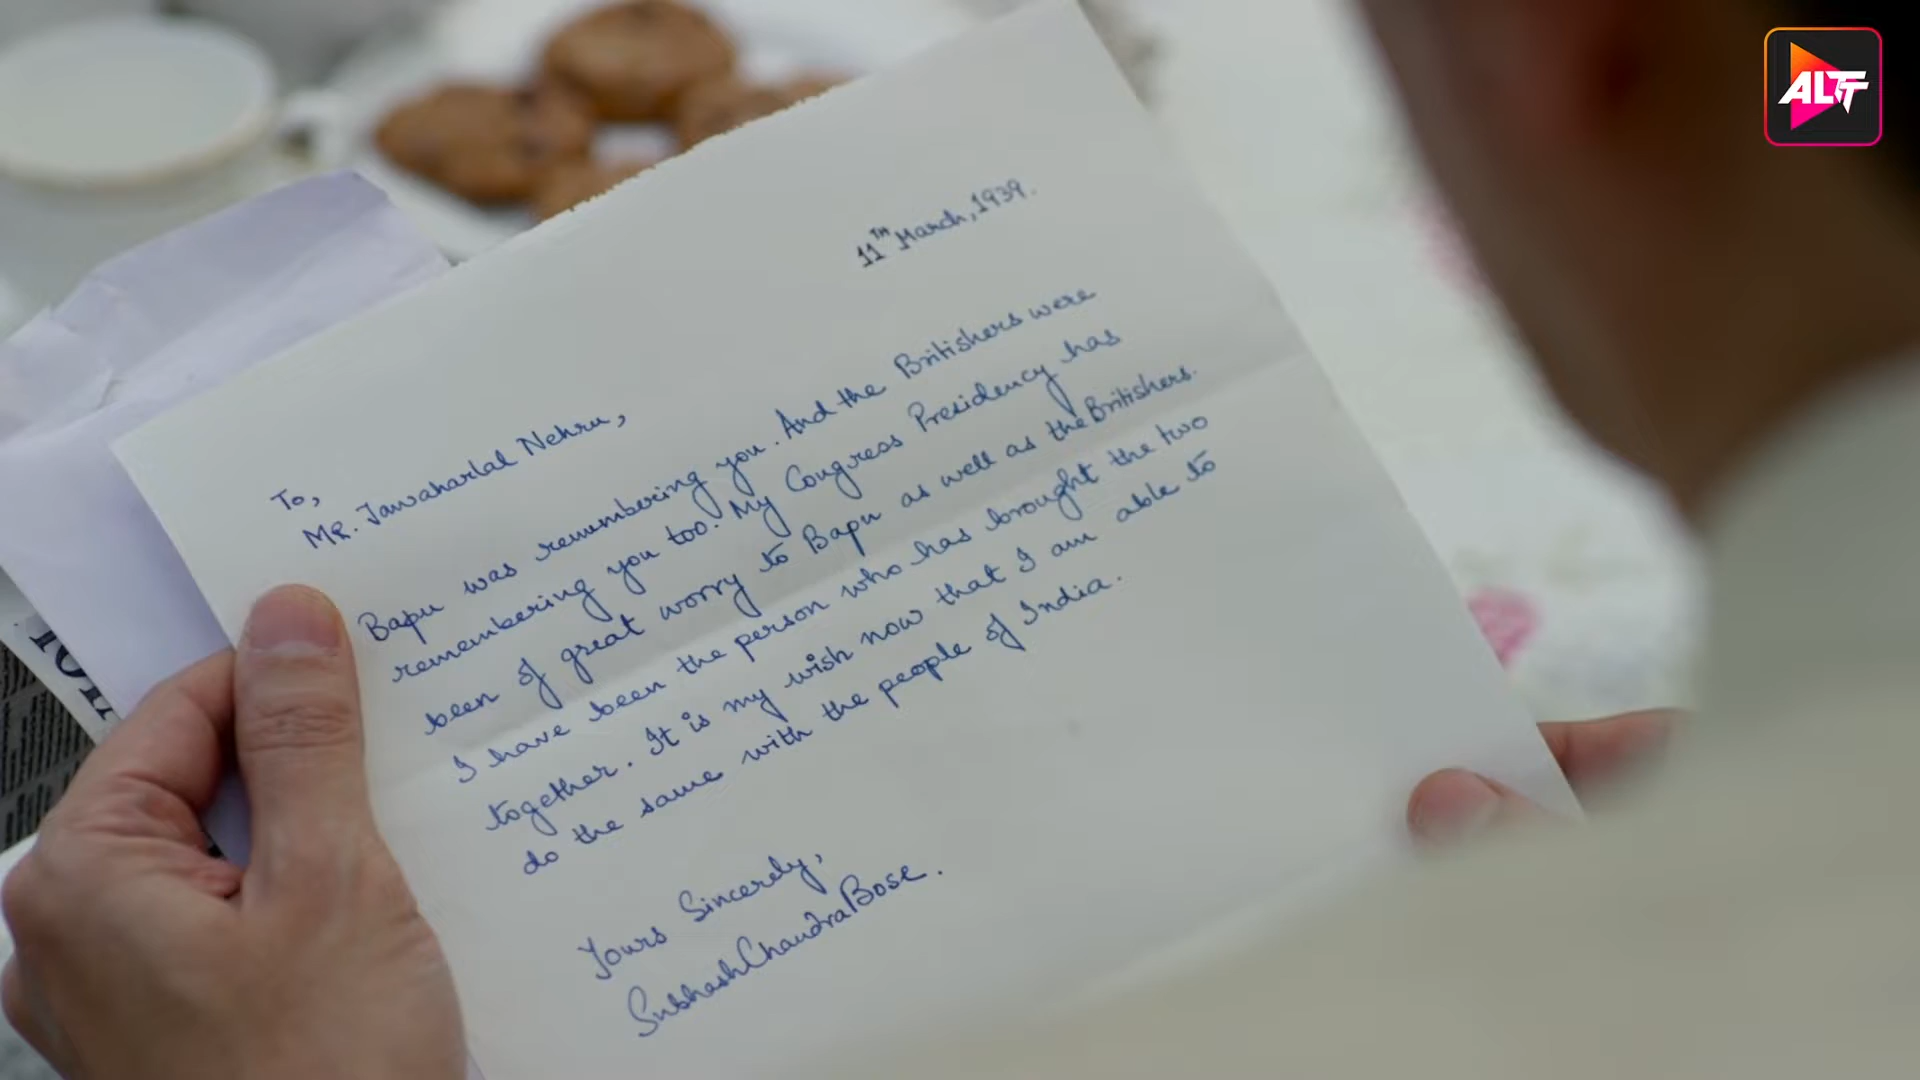 ALTT
11TH March, 1939.
To,
MR. Jawaharlal Nehru,
Bapu was remembering you. And the Britishers were
remembering you too. My Congress Presidency has
been of great worry to Bapu as well as the Britishers.
I have been the person who has brought the two
together. It is my wish now that I am able to
do the same with the people of India.
Yours Sincerely,
Subhash Chandra Bose.